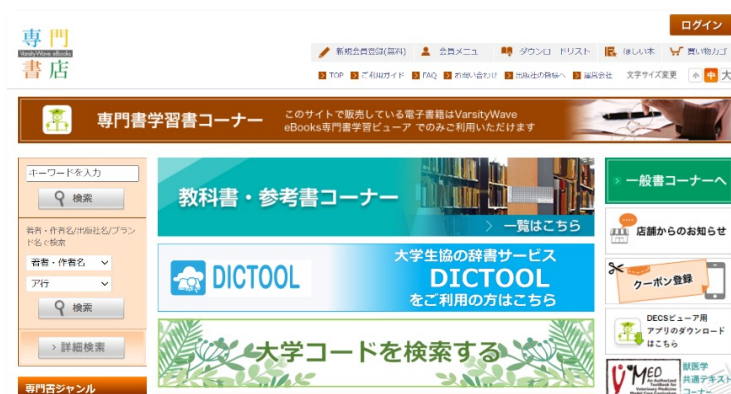 専門
VarsityWave eBooks
書店
ログイン
新規会員登録(無料) 会員メニュー ダウンロードリスト ほしい本 買い物カゴ
TOP ご利用ガイド FAQ お問い合わせ 出版社の皆様へ 運営会社 文字サイズ変更 小 中 大
専門書学習書コーナー
このサイトで販売している電子書籍はVarsityWave
eBooks専門書学習ビューア でのみご利用いただけます
キーワードを入力
検索
著者・作者名/出版社名/ブラン
ド名で検索
著者・作者名
ア行
検索
> 詳細検索
専門書ジャンル
教科書・参考書コーナー
> 一覧はこちら
DICTOOL
大学生協の辞書サービス
DICTOOL
をご利用の方はこちら
大学コードを検索する
> 一般書コーナーへ
店舗からのお知らせ
クーポン登録
DECSビューア用
アプリのダウンロード
はこちら
MED
An Authorized
TextBook for
Veterinary Medicine
獣医学
共通テキスト
コーナー